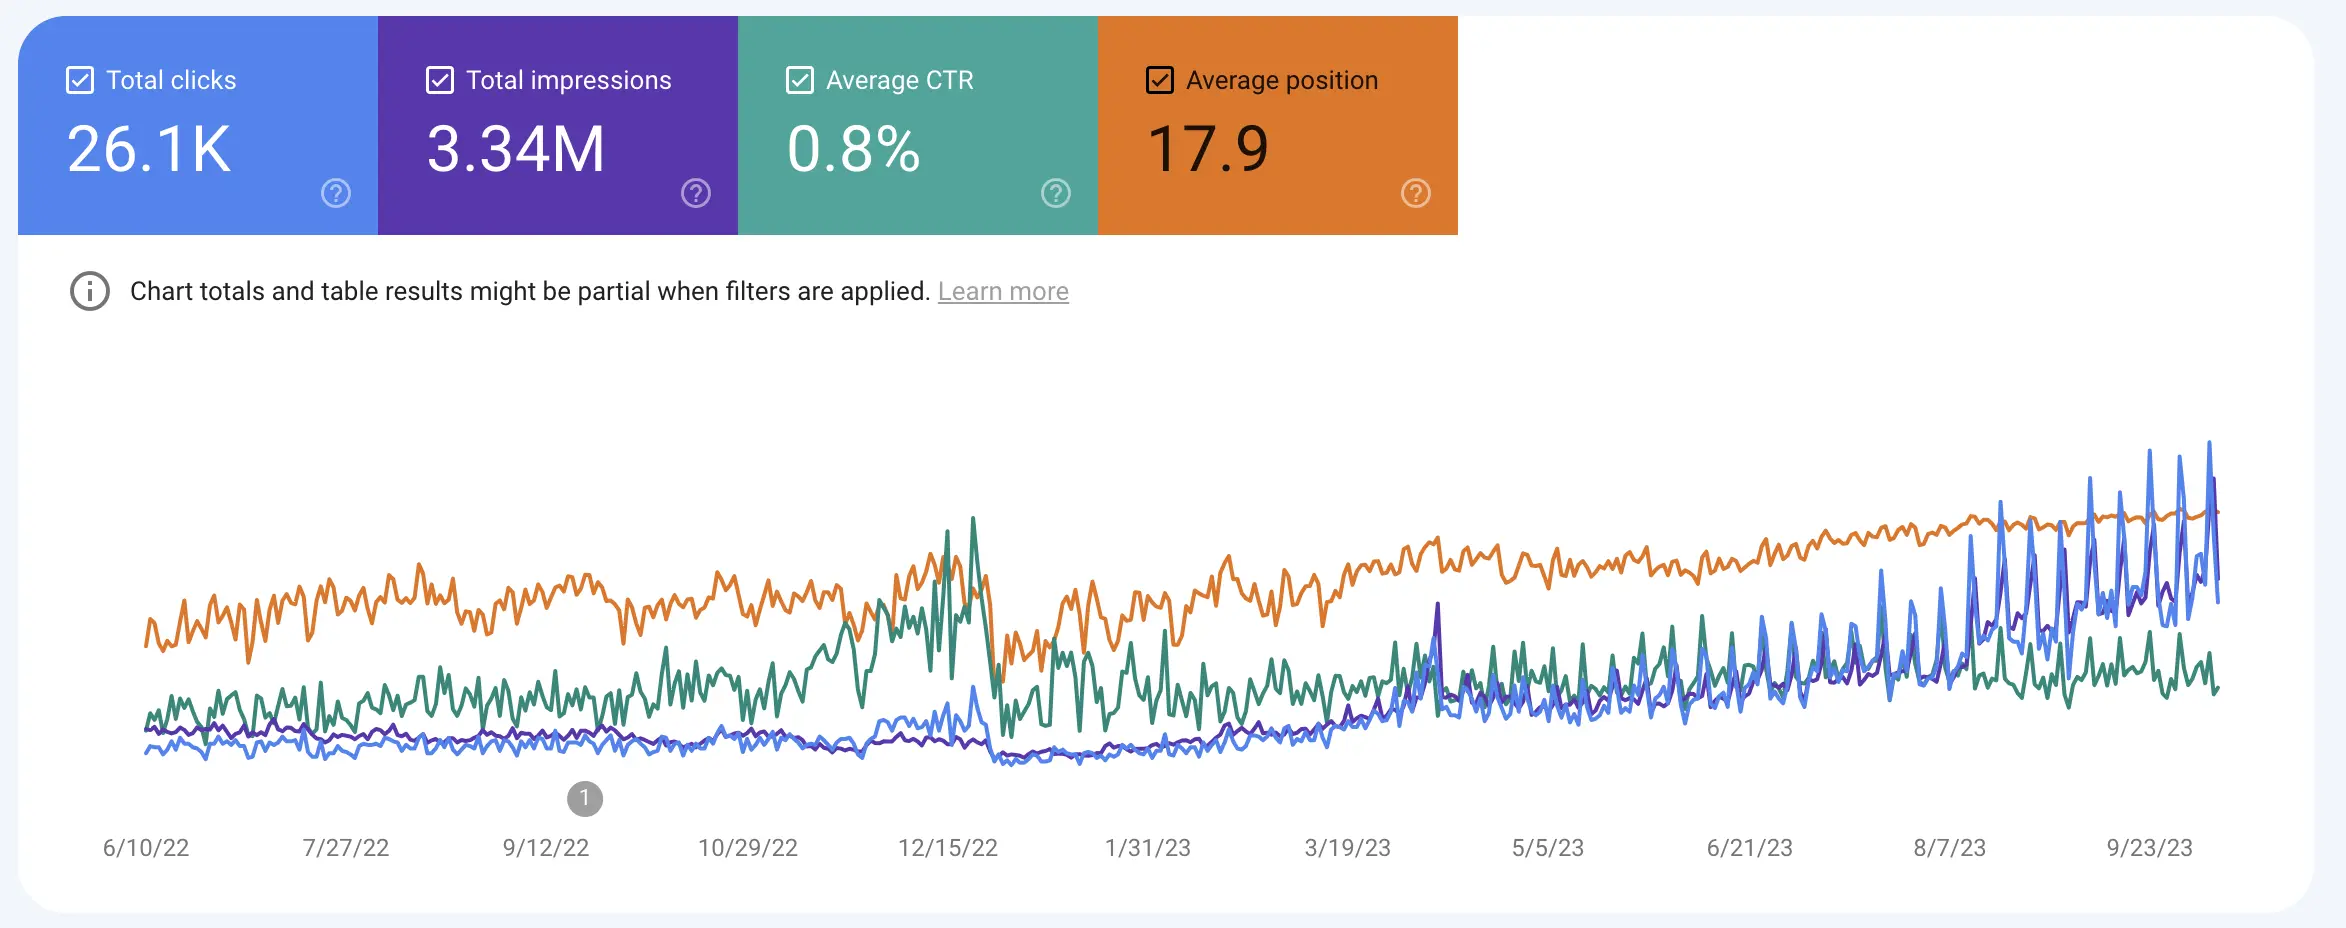 Total clicks
26.1K
Total impressions
3.34M
Average CTR
0.8%
Average position
17.9
Chart totals and table results might be partial when filters are applied. Learn more
1
6/10/22 7/27/22 9/12/22 10/29/22 12/15/22 1/31/23 3/19/23 5/5/23 6/21/23 8/7/23 9/23/23